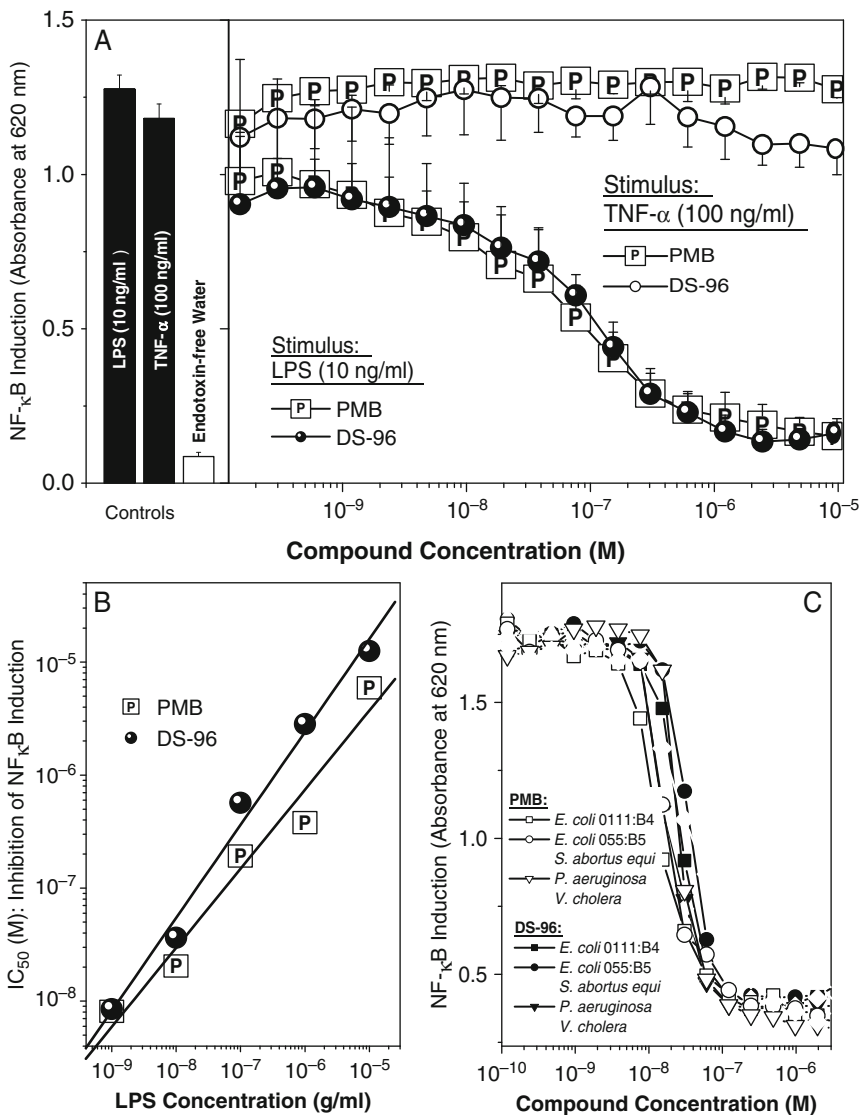 A
NF-κB Induction (Absorbance at 620 nm)
1.5
1.0
0.5
0.0
LPS (10 ng/ml)
TNF-α (100 ng/ml)
Endotoxin-free Water
Controls
Stimulus:
TNF-α (100 ng/ml)
P PMB
DS-96
Stimulus:
LPS (10 ng/ml)
P PMB
DS-96
10⁻⁹ 10⁻⁸ 10⁻⁷ 10⁻⁶ 10⁻⁵
Compound Concentration (M)
B
IC₅₀ (M): Inhibition of NFκB Induction
10⁻⁵
10⁻⁶
10⁻⁷
10⁻⁸
P PMB
DS-96
10⁻⁹ 10⁻⁸ 10⁻⁷ 10⁻⁶ 10⁻⁵
LPS Concentration (g/ml)
C
NF-κB Induction (Absorbance at 620 nm)
1.5
1.0
0.5
PMB:
E. coli 0111:B4
E. coli 055:B5
S. abortus equi
P. aeruginosa
V. cholera
DS-96:
E. coli 0111:B4
E. coli 055:B5
S. abortus equi
P. aeruginosa
V. cholera
10⁻¹⁰ 10⁻⁹ 10⁻⁸ 10⁻⁷ 10⁻⁶
Compound Concentration (M)